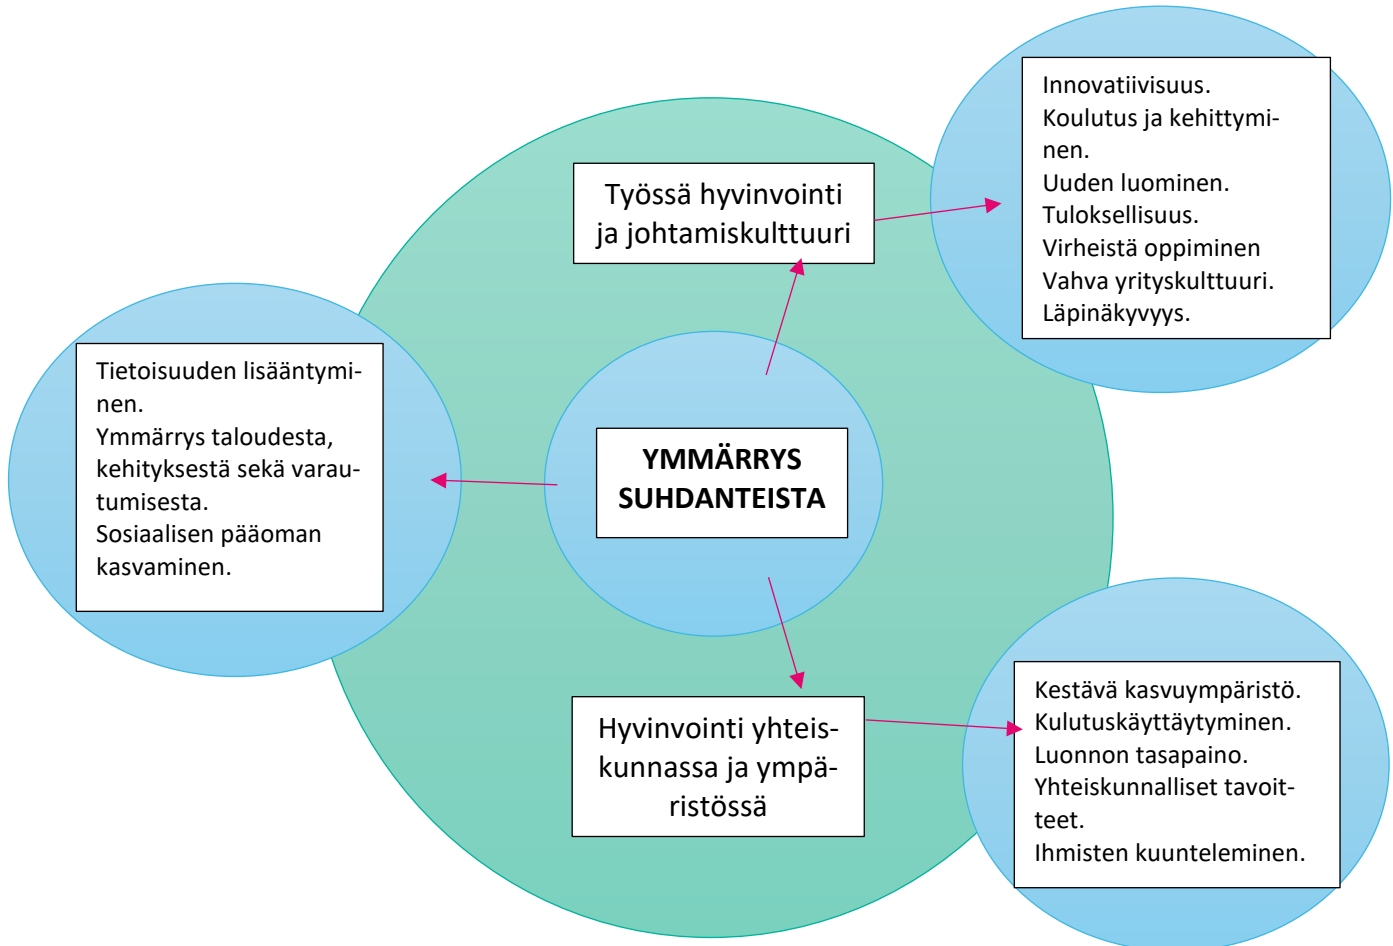 Innovatiivisuus.
Koulutus ja kehittymi-
nen.
Uuden luominen.
Tuloksellisuus.
Virheistä oppiminen
Vahva yrityskulttuuri.
Läpinäkyvyys.
Työssä hyvinvointi
ja johtamiskulttuuri
Tietoisuuden lisääntymi-
nen.
Ymmärrys taloudesta,
kehityksestä sekä varau-
tumisesta.
Sosiaalisen pääoman
kasvaminen.
YMMÄRRYS
SUHDANTEISTA
Hyvinvointi yhteis-
kunnassa ja ympä-
ristössä
Kestävä kasvuympäristö.
Kulutuskäyttäytyminen.
Luonnon tasapaino.
Yhteiskunnalliset tavoit-
teet.
Ihmisten kuunteleminen.